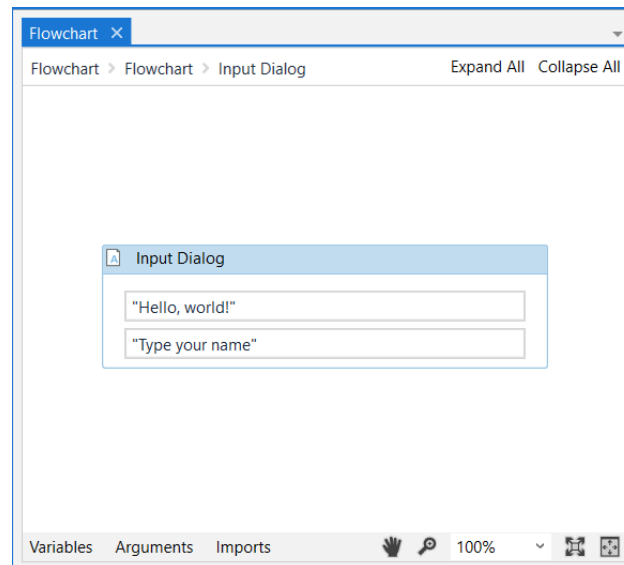 Flowchart
Flowchart > Flowchart > Input Dialog Expand All Collapse All
Input Dialog
"Hello, world!"
"Type your name"
Variables Arguments Imports 100%